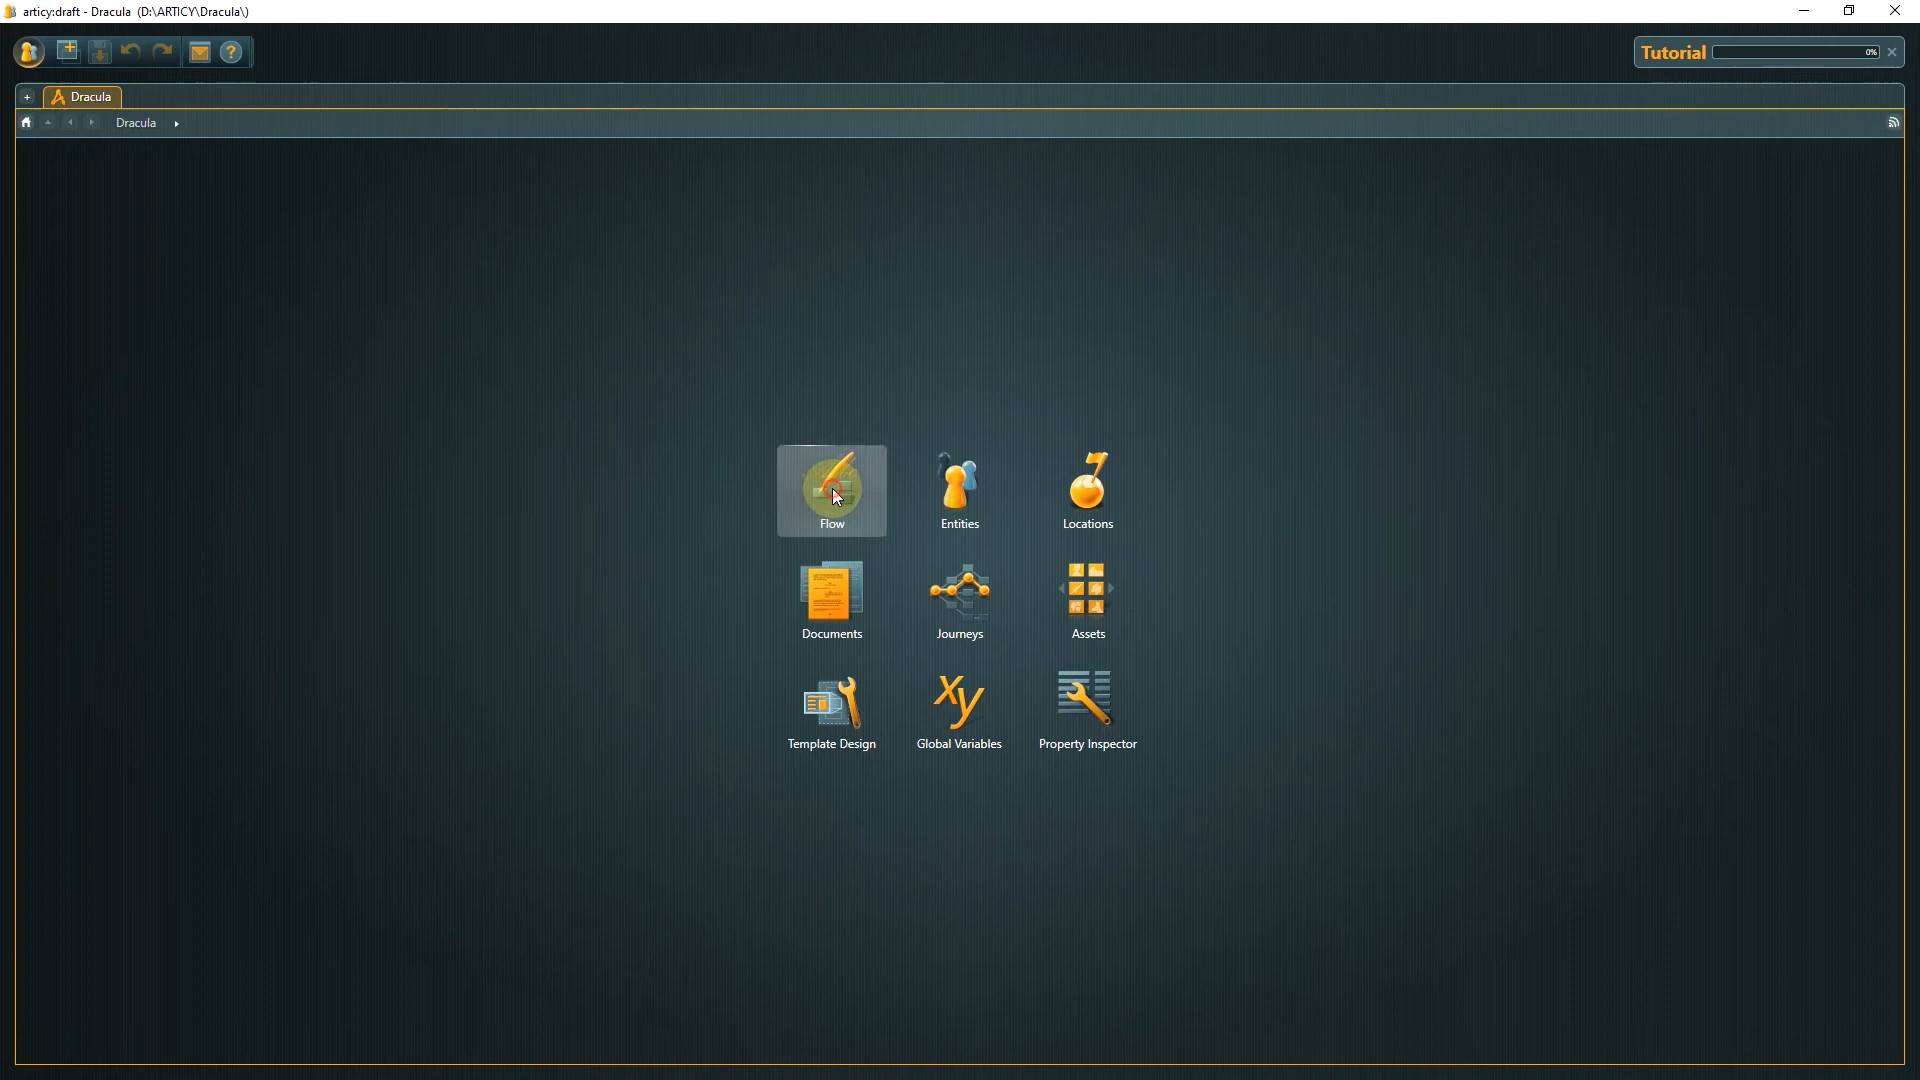 articy:draft - Dracula (D:\ARTICY\Dracula\)
Tutorial 0%
Dracula
Dracula
Flow Entities Locations
Documents Journeys Assets
xy
Template Design Global Variables Property Inspector